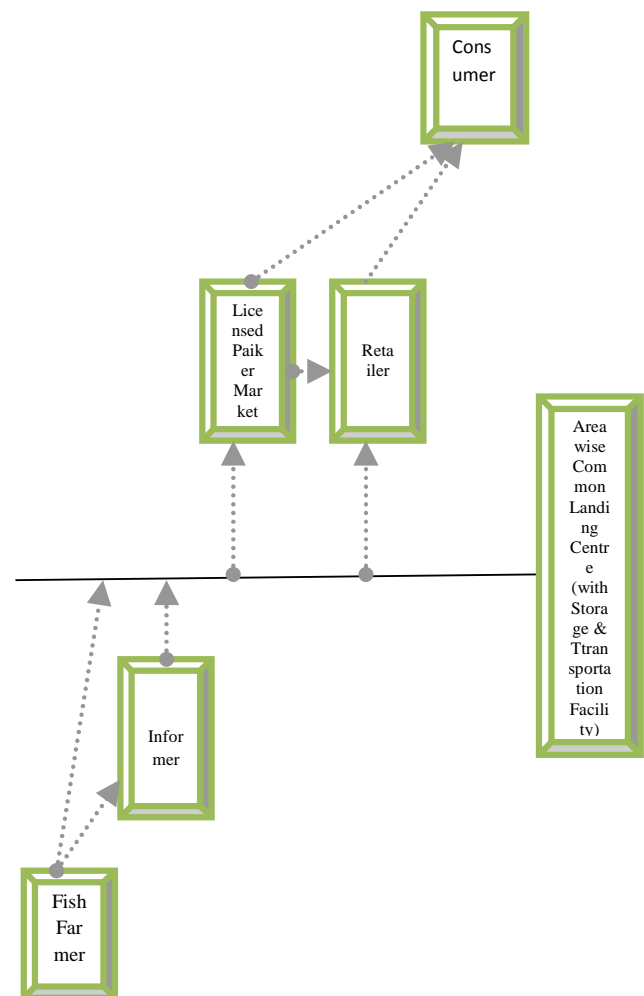 Cons
umer
Lice
nsed
Paik
er
Mar
ket
Reta
iler
Area
wise
Com
mon
Landi
ng
Centr
e
(with
Stora
ge &
Ttran
sporta
tion
Facili
ty)
Infor
mer
Fish
Far
mer